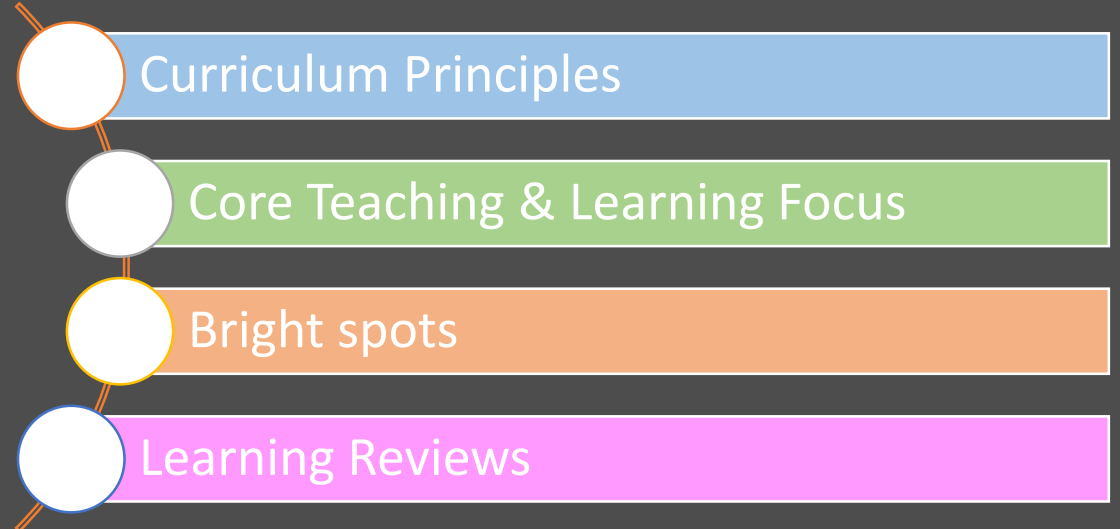 Curriculum Principles
Core Teaching & Learning Focus
Bright spots
Learning Reviews